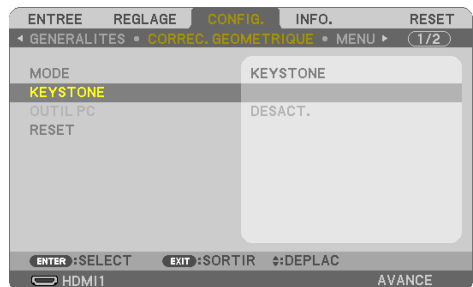 ENTREE REGLAGE CONFIG. INFO. RESET
◄ GENERALITES • CORREC. GEOMETRIQUE • MENU ► 1/2
MODE KEYSTONE
KEYSTONE
OUTIL PC DESACT.
RESET
ENTER :SELECT EXIT :SORTIR ↕:DEPLAC
HDMI1 AVANCE